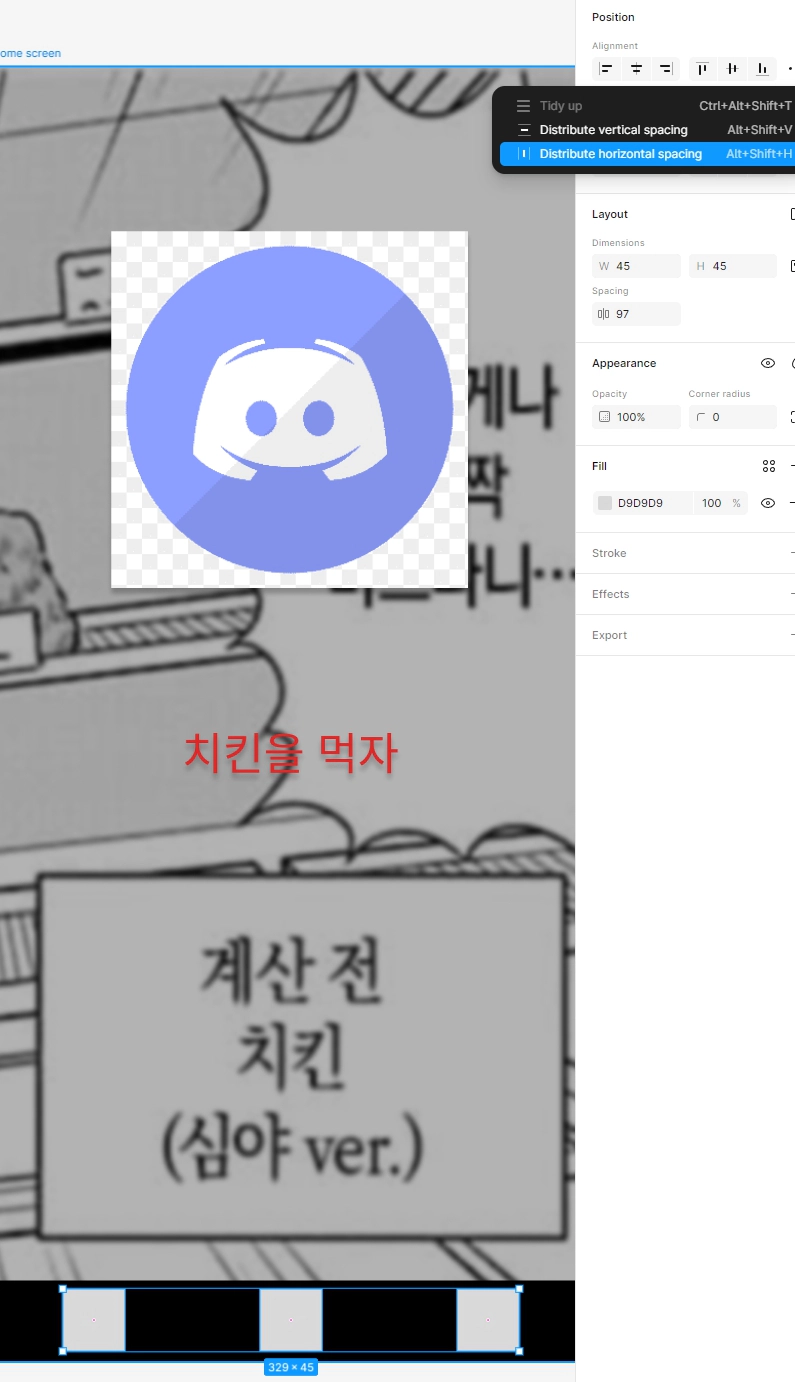 ome screen
Position
Alignment
Tidy up Ctrl+Alt+Shift+T
Distribute vertical spacing Alt+Shift+V
Distribute horizontal spacing Alt+Shift+H
Layout
Dimensions
W 45 H 45
Spacing
97
Appearance
Opacity Corner radius
100% 0
Fill
D9D9D9 100 %
Stroke
Effects
Export
게나
짝
치킨을 먹자
계산 전
치킨
(심야 ver.)
329 × 45